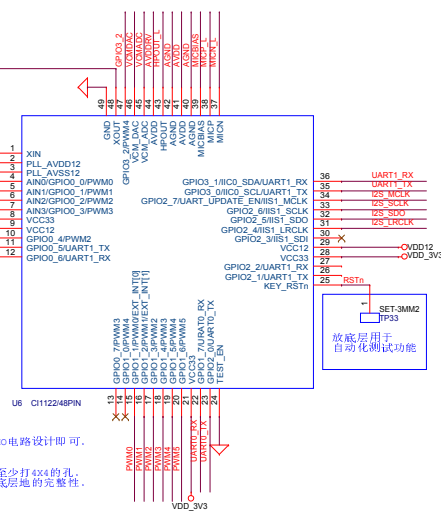 GPIO3_2
VCMDAC
VCMADC
AVDDRV
HPOUT_L
AGND
AVDD
AGND
MICBIAS
MICP_L
MICN_L
49
48
47
46
45
44
43
42
41
40
39
38
37
GND
XOUT
GPIO3_2/PWM4
VCM_DAC
VCM_ADC
AVDD
HPOUT
AGND
AVDD
AGND
MICBIAS
MICP
MICN
1 XIN
2 PLL_AVDD12
3 PLL_AVSS12
4 AIN0/GPIO0_0/PWM0
5 AIN1/GPIO0_1/PWM1
6 AIN2/GPIO0_2/PWM2
7 AIN3/GPIO0_3/PWM3
8 VCC33
9 VCC12
10 GPIO0_4/PWM2
11 GPIO0_5/UART1_TX
12 GPIO0_6/UART1_RX
GPIO3_1/IIC0_SDA/UART1_RX 36 UART1_RX
GPIO3_0/IIC0_SCL/UART1_TX 35 UART1_TX
GPIO2_7/UART_UPDATE_EN/IIS1_MCLK 34 I2S_MCLK
GPIO2_6/IIS1_SCLK 33 I2S_SCLK
GPIO2_5/IIS1_SDO 32 I2S_SDO
GPIO2_4/IIS1_LRCLK 31 I2S_LRCLK
GPIO2_3/IIS1_SDI 30
VCC12 29 VDD12
VCC33 28 VDD_3V3
GPIO2_2/UART1_RX 27
GPIO2_1/UART1_TX 26
KEY_RSTn 25 RSTn
1
SET-3MM2
TP33
放底层用于
自动化测试功能
GPIO0_7/PWM3
GPIO1_0/PWM4
GPIO1_1/PWM0/EXT_INT[0]
GPIO1_2/PWM1/EXT_INT[1]
GPIO1_3/PWM2
GPIO1_4/PWM3
GPIO1_5/PWM4
GPIO1_6/PWM5
VCC33
GPIO1_7/URAT0_RX
GPIO2_0/UART0_TX
TEST_EN
U6 CI1122/48PIN
13
14
15
16
17
18
19
20
21
22
23
24
PWM0
PWM1
PWM2
PWM3
PWM4
PWM5
UART0_RX
UART0_TX
VDD_3V3
O电路设计即可.
至少打4X4的孔.
底层地的完整性.